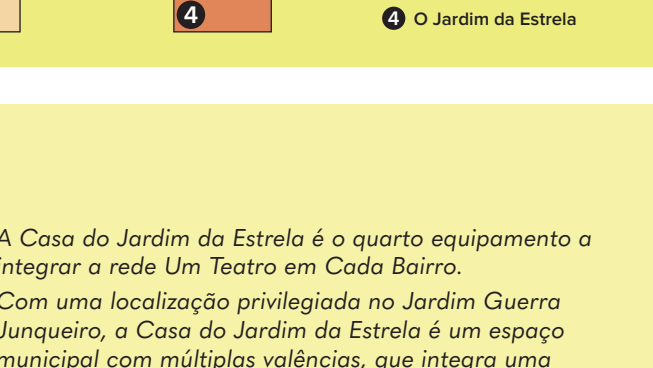 4
4 O Jardim da Estrela
A Casa do Jardim da Estrela é o quarto equipamento a
integrar a rede Um Teatro em Cada Bairro.
Com uma localização privilegiada no Jardim Guerra
Junqueiro, a Casa do Jardim da Estrela é um espaço
municipal com múltiplas valências, que integra uma